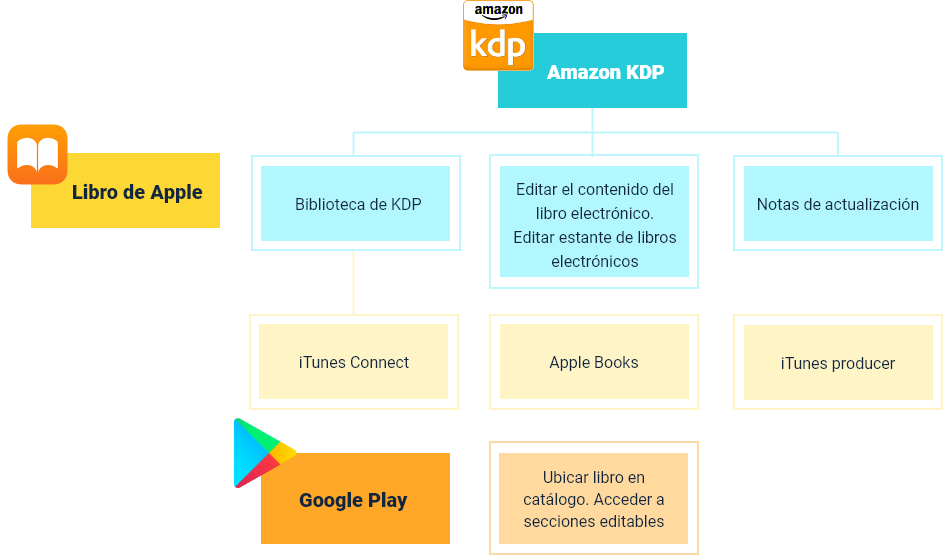 amazon
kdp
Amazon KDP
Libro de Apple
Biblioteca de KDP
Editar el contenido del
libro electrónico.
Editar estante de libros
electrónicos
Notas de actualización
iTunes Connect
Apple Books
iTunes producer
Google Play
Ubicar libro en
catálogo. Acceder a
secciones editables